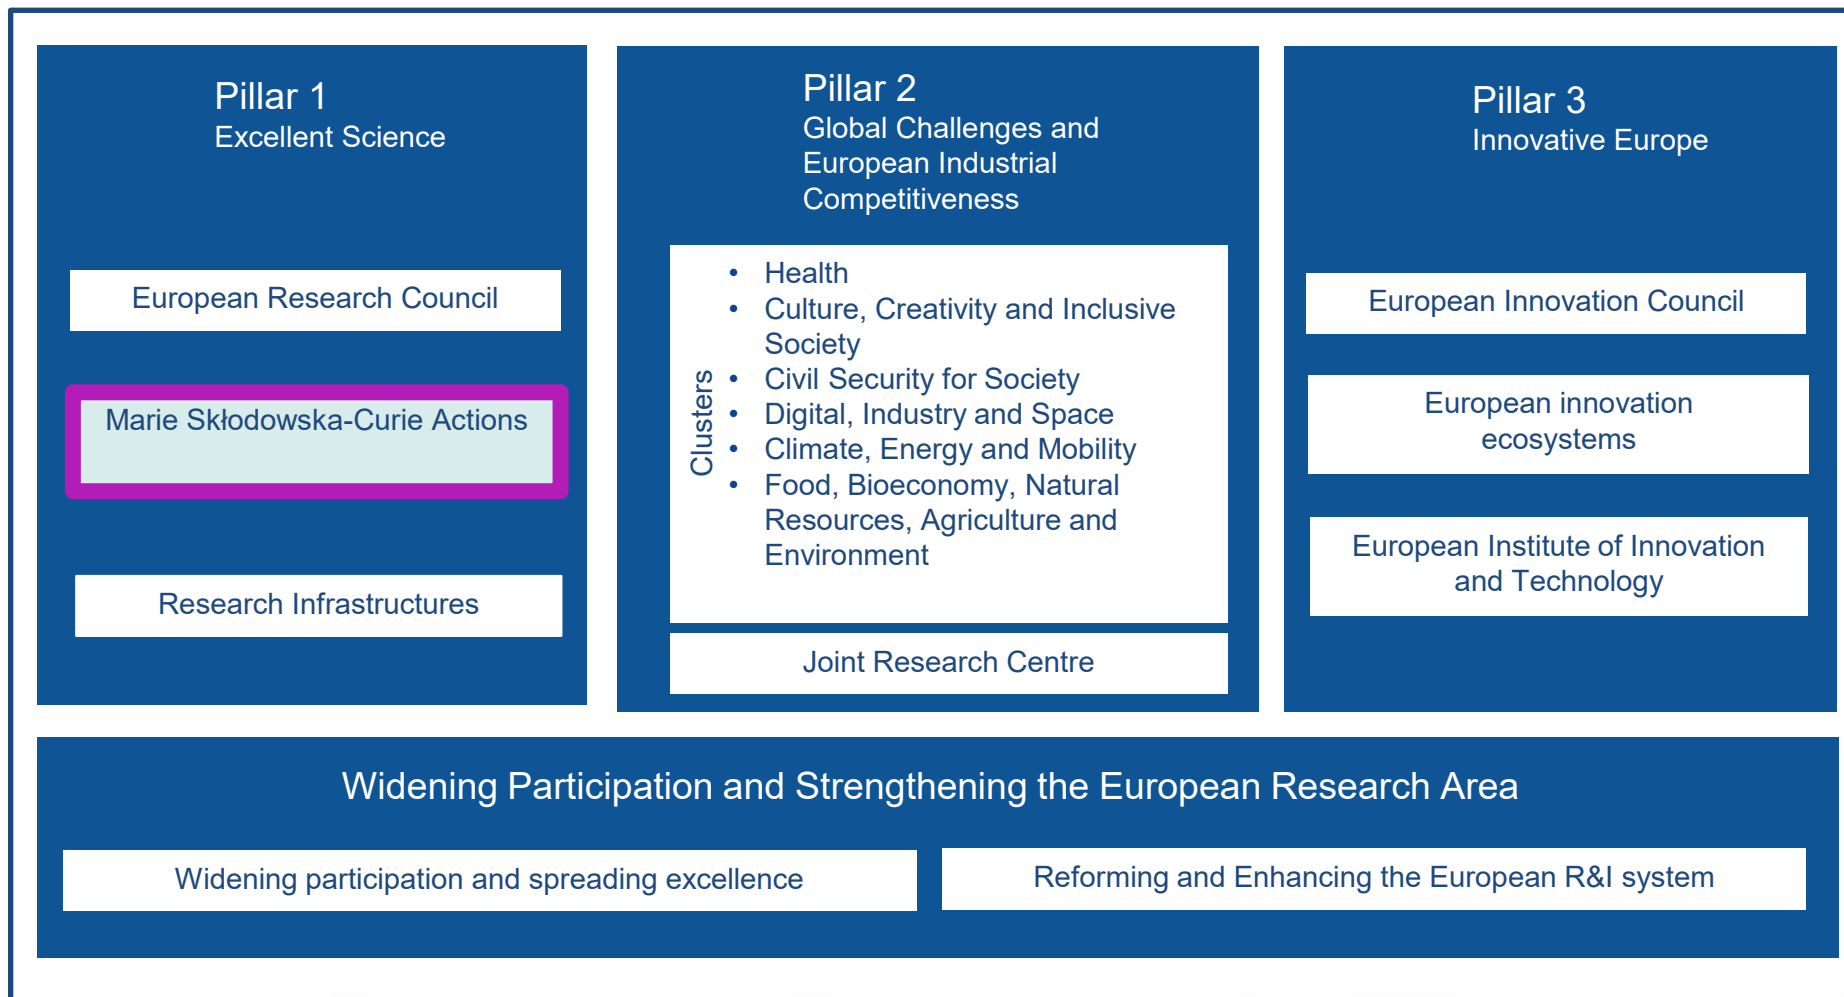 Pillar 1
Excellent Science
European Research Council
Marie Skłodowska-Curie Actions
Research Infrastructures
Pillar 2
Global Challenges and
European Industrial
Competitiveness
Clusters
• Health
• Culture, Creativity and Inclusive
Society
• Civil Security for Society
• Digital, Industry and Space
• Climate, Energy and Mobility
• Food, Bioeconomy, Natural
Resources, Agriculture and
Environment
Joint Research Centre
Pillar 3
Innovative Europe
European Innovation Council
European innovation
ecosystems
European Institute of Innovation
and Technology
Widening Participation and Strengthening the European Research Area
Widening participation and spreading excellence
Reforming and Enhancing the European R&I system